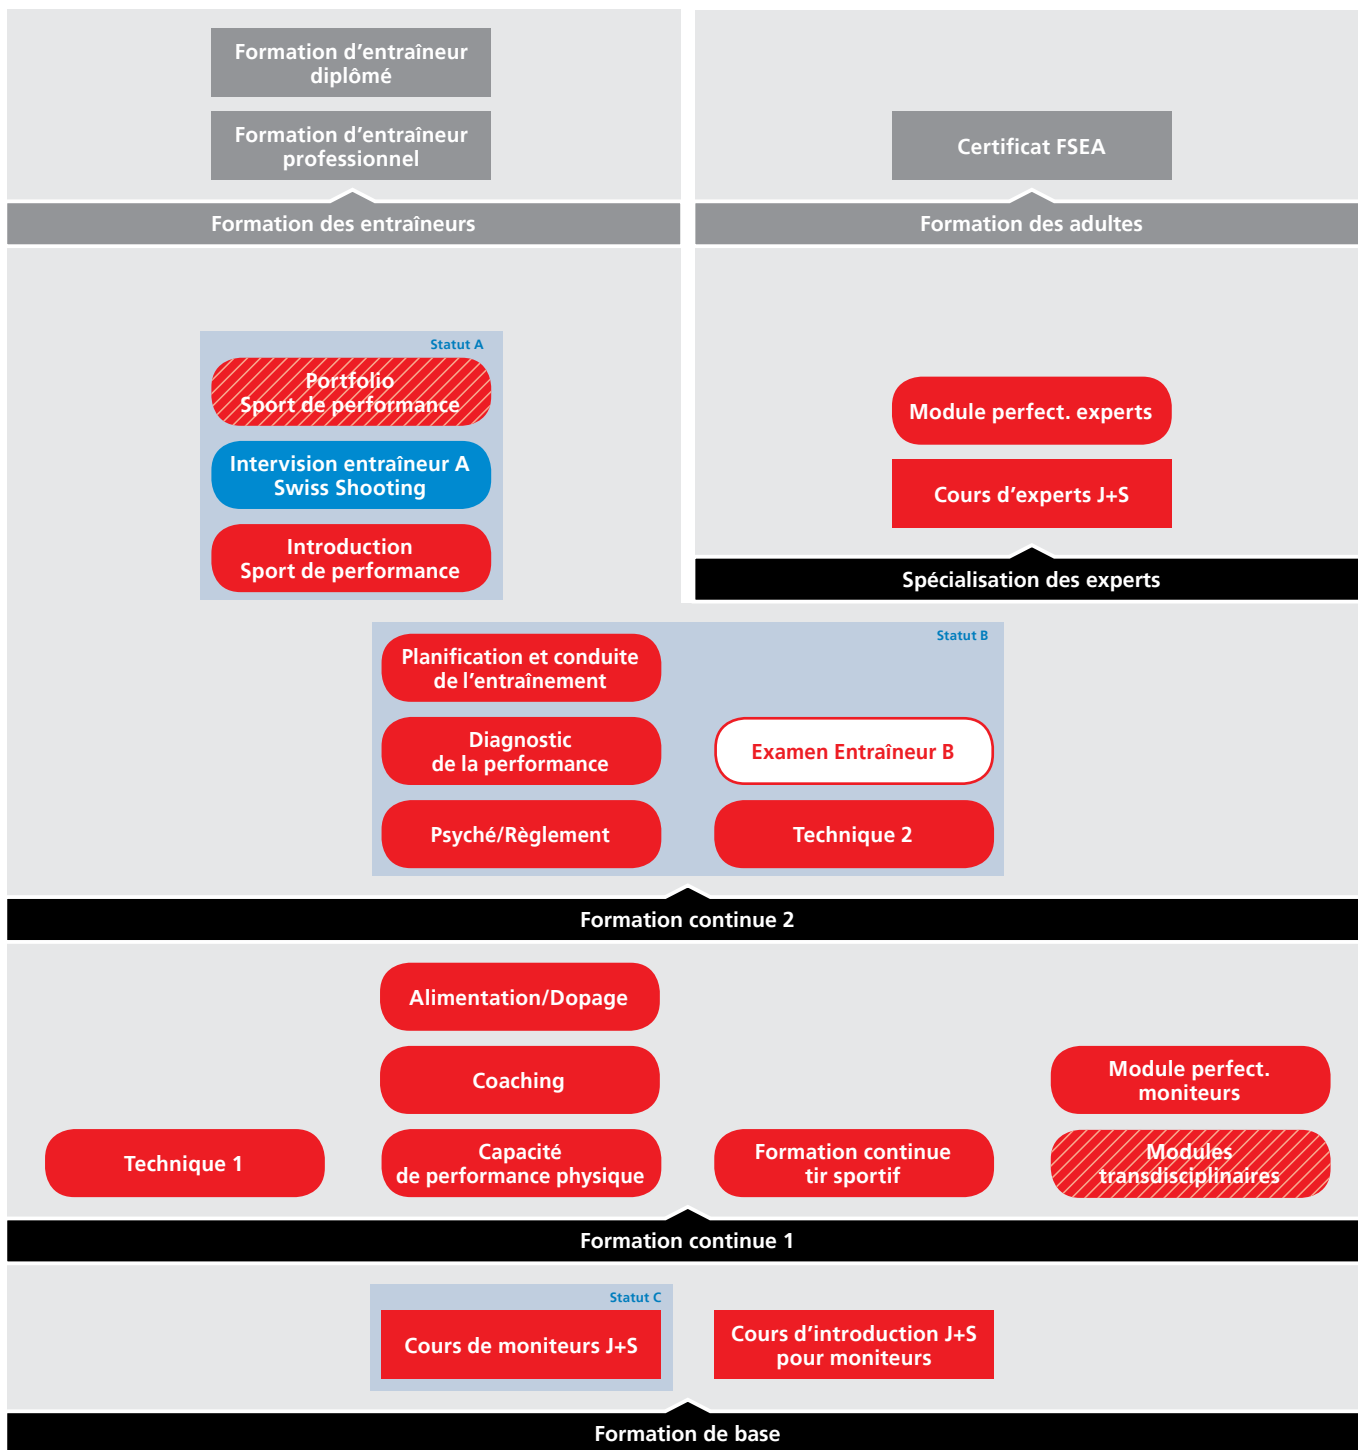 Formation d’entraîneur
diplômé
Formation d’entraîneur
professionnel
Formation des entraîneurs
Certificat FSEA
Formation des adultes
Statut A
Portfolio
Sport de performance
Intervision entraîneur A
Swiss Shooting
Introduction
Sport de performance
Module perfect. experts
Cours d’experts J+S
Spécialisation des experts
Statut B
Planification et conduite
de l’entraînement
Diagnostic
de la performance
Examen Entraîneur B
Psyché/Règlement
Technique 2
Formation continue 2
Alimentation/Dopage
Coaching
Module perfect.
moniteurs
Technique 1
Capacité
de performance physique
Formation continue
tir sportif
Modules
transdisciplinaires
Formation continue 1
Statut C
Cours de moniteurs J+S
Cours d’introduction J+S
pour moniteurs
Formation de base